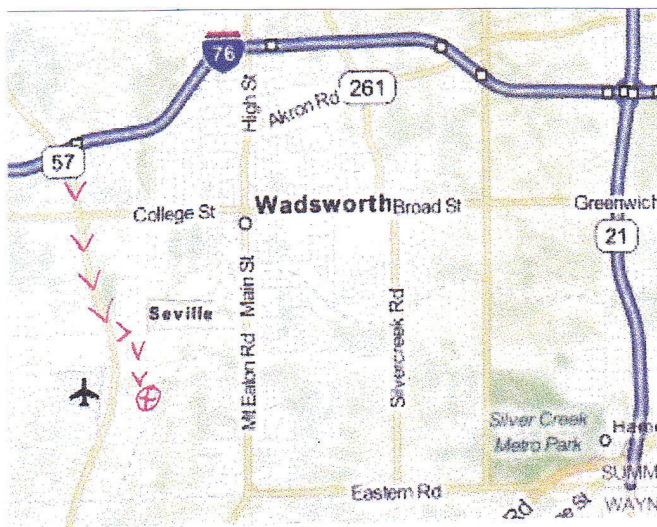 76
High St
261
Akron Rd
57
College St
Wadsworth
Broad St
Greenwich
21
Main St
Seville
Silvercreek Rd
Mt Eaton Rd
Silver Creek
Metro Park
Eastern Rd
SUMM
WAYN
Rd